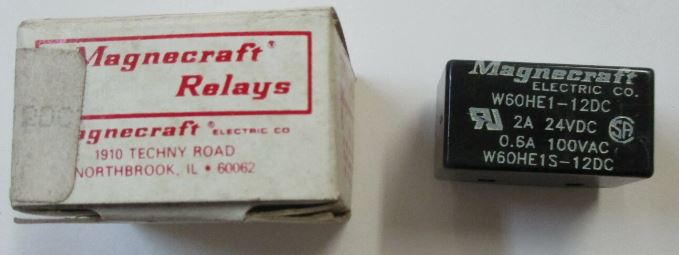 Magnecraft®
Relays
agnecraft® ELECTRIC CO
1910 TECHNY ROAD
NORTHBROOK, IL • 60062
Magnecraft
ELECTRIC CO.
W60HE1-12DC
2A 24VDC
0.6A 100VAC
W60HE1S-12DC